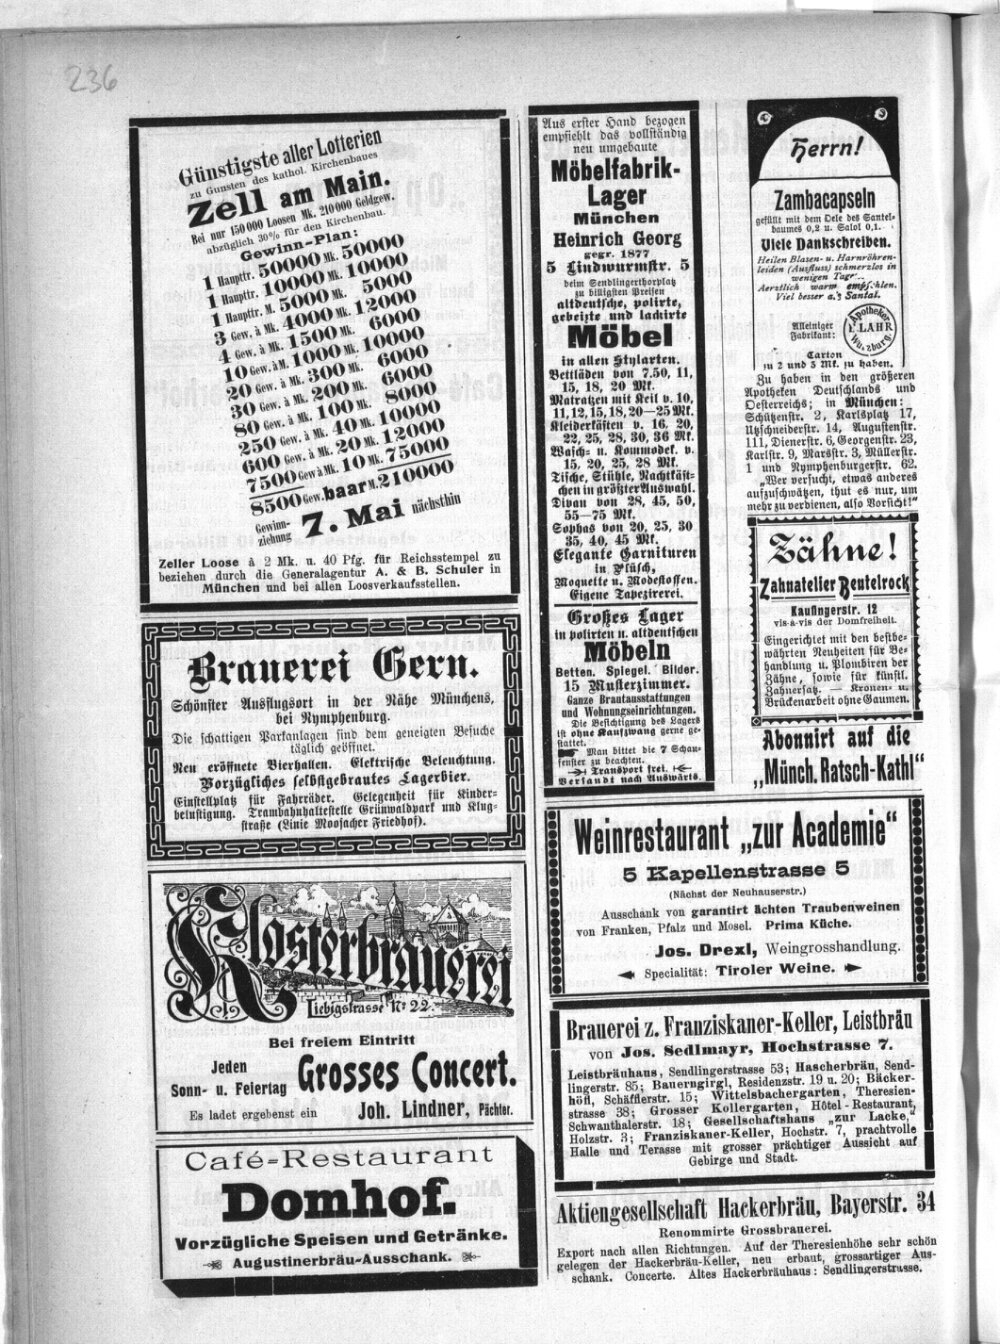 236
Günstigste aller Lotterien
zu Gunsten des kathol. Kirchenbaues
Zell am Main.
Bei nur 150 000 Loosen Mk. 210 000 Geldgew.
abzüglich 30% für den Kirchenbau.
Gewinn-Plan:
1 Haupttr. 50000 Mk. 50000
1 Haupttr. 10000 Mk. 10000
1 Haupttr. M. 5000 Mk. 5000
3 Gew. à Mk. 4000 Mk. 12000
4 Gew. à Mk. 1500 Mk. 6000
10 Gew. à M. 1000 Mk. 10000
20 Gew. à Mk. 300 Mk. 6000
30 Gew. à Mk. 200 Mk. 6000
80 Gew. à Mk. 100 Mk. 8000
250 Gew. à Mk. 40 Mk. 10000
600 Gew. à Mk. 20 Mk. 12000
7500 Gew à Mk. 10 Mk. 75000
8500 Gew. baar M. 210000
Gewinn-
ziehung 7. Mai nächsthin
Zeller Loose à 2 Mk. u. 40 Pfg. für Reichsstempel zu
beziehen durch die Generalagentur A. & B. Schuler in
München und bei allen Loosverkaufsstellen.
Brauerei Gern.
Schönster Ausflugsort in der Nähe Münchens,
bei Nymphenburg.
Die schattigen Parkanlagen sind dem geneigten Besuche
täglich geöffnet.
Neu eröffnete Vierhallen. Elektrische Beleuchtung.
Vorzügliches selbstgebrautes Lagerbier.
Einstellplatz für Fahrräder. Gelegenheit für Kinder-
belustigung. Trambahnhaltestelle Grünwaldpark und Klug-
straße (Linie Moosacher Friedhof).
Klosterbrauerei
Liebigstrasse No 22.
Bei freiem Eintritt
Jeden
Sonn- u. Feiertag Grosses Concert.
Es ladet ergebenst ein Joh. Lindner, Pächter.
Café-Restaurant
Domhof.
Vorzügliche Speisen und Getränke.
Augustinerbräu-Ausschank.
Aus erster Hand bezogen
empfiehlt das vollständig
neu umgebaute
Möbelfabrik-
Lager
München
Heinrich Georg
gegr. 1877
5 Lindwurmstr. 5
beim Sendlingerthorplatz
zu billigsten Preisen
altdeutsche, polirte,
gebeizte und lackirte
Möbel
in allen Stylarten.
Bettläden von 7.50, 11,
15, 18, 20 Mk.
Matratzen mit Keil v. 10,
11, 12, 15, 18, 20—25 Mk.
Kleiderkästen v. 16, 20,
22, 25, 28, 30, 36 Mk.
Wasch- u. Kommodek. v.
15, 20, 25, 28 Mk.
Tische, Stühle, Nachtkäst-
chen in größter Auswahl.
Divan von 28, 45, 50,
55—75 Mk.
Sophas von 20, 25, 30
35, 40, 45 Mk.
Elegante Garnituren
in Plüsch,
Moquette u. Modestoffen.
Eigene Tapezirerei.
Großes Lager
in polirten u. altdeutschen
Möbeln
Betten. Spiegel. Bilder.
15 Musterzimmer.
Ganze Brautausstattungen
und Wohnungseinrichtungen.
Die Besichtigung des Lagers
ist ohne Kaufzwang gerne ge-
stattet.
Man bittet die 7 Schau-
fenster zu beachten.
Transport frei.
Versandt nach Auswärts.
Herrn!
Zambacapseln
gefüllt mit dem Oele des Santel-
baumes 0,2 u. Salol 0,1.
Viele Dankschreiben.
Heilen Blasen- u. Harnröhren-
leiden (Ausfluss) schmerzlos in
wenigen Tagen.
Aerztlich warm empfohlen.
Viel besser als Santal.
Alleiniger
Fabrikant:
Apotheker
E. LAHR
Würzburg
Carton
zu 2 und 3 Mk. zu haben.
Zu haben in den größeren
Apotheken Deutschlands und
Oesterreichs; in München:
Schützenstr. 2, Karlsplatz 17,
Utzschneiderstr. 14, Augustenstr.
111, Dienerstr. 6, Georgenstr. 23,
Karlstr. 9, Marsstr. 3, Müllerstr.
1 und Nymphenburgerstr. 62.
„Wer versucht, etwas anderes
aufzuschwätzen, thut es nur, um
mehr zu verdienen, also Vorsicht!“
Zähne!
Zahnatelier Beutelrock
Kaufingerstr. 12
vis-à-vis der Domfreiheit.
Eingerichtet mit den bestbe-
währten Neuheiten für Be-
handlung u. Plombiren der
Zähne, sowie für künstl.
Zahnersatz. — Kronen- u.
Brückenarbeit ohne Gaumen.
Abonnirt auf die
„Münch. Ratsch-Kathl“
Weinrestaurant „zur Academie“
5 Kapellenstrasse 5
(Nächst der Neuhauserstr.)
Ausschank von garantirt ächten Traubenweinen
von Franken, Pfalz und Mosel. Prima Küche.
Jos. Drexl, Weingrosshandlung.
Specialität: Tiroler Weine.
Brauerei z. Franziskaner-Keller, Leistbräu
von Jos. Sedlmayr, Hochstrasse 7.
Leistbräuhaus, Sendlingerstrasse 53; Hascherbräu, Send-
lingerstr. 85; Bauerngirgl, Residenzstr. 19 u. 20; Bäcker-
höfl, Schäfflerstr. 15; Wittelsbachergarten, Theresien-
strasse 38; Grosser Kollergarten, Hôtel-Restaurant,
Schwanthalerstr. 18; Gesellschaftshaus „zur Lacke,“
Holzstr. 3; Franziskaner-Keller, Hochstr. 7, prachtvolle
Halle und Terasse mit grosser prächtiger Aussicht auf
Gebirge und Stadt.
Aktiengesellschaft Hackerbräu, Bayerstr. 34
Renommirte Grossbrauerei.
Export nach allen Richtungen. Auf der Theresienhöhe sehr schön
gelegen der Hackerbräu-Keller, neu erbaut, grossartiger Aus-
schank. Concerte. Altes Hackerbräuhaus: Sendlingerstrasse.